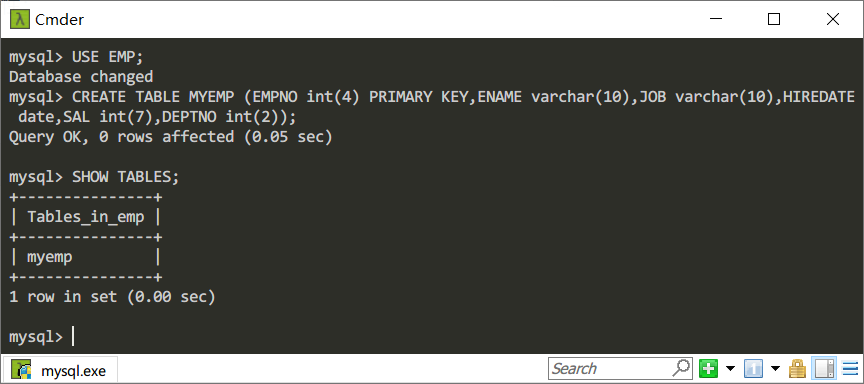 Cmder
mysql> USE EMP;
Database changed
mysql> CREATE TABLE MYEMP (EMPNO int(4) PRIMARY KEY,ENAME varchar(10),JOB varchar(10),HIREDATE
 date,SAL int(7),DEPTNO int(2));
Query OK, 0 rows affected (0.05 sec)
mysql> SHOW TABLES;
+---------------+
| Tables_in_emp |
+---------------+
| myemp         |
+---------------+
1 row in set (0.00 sec)
mysql>
mysql.exe
Search